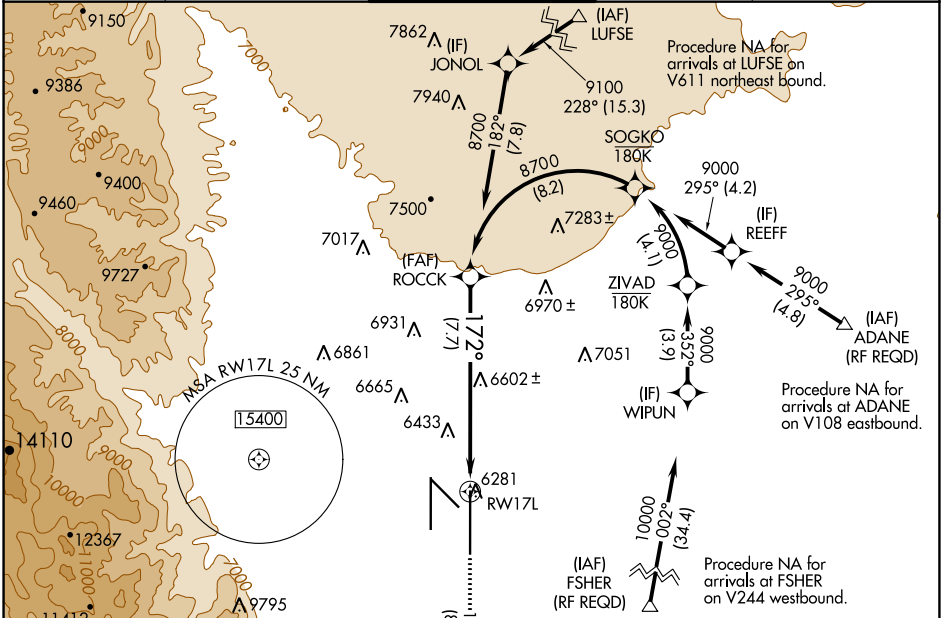 9150
7000
7862
(IF)
JONOL
(IAF)
LUFSE
Procedure NA for
arrivals at LUFSE on
V611 northeast bound.
9386
9000
7940
9100
228° (15.3)
8700
182°
(7.8)
SOGKO
180K
8700
(8.2)
9000
295° (4.2)
9400
9460
7500
7283 ±
(IF)
REEFF
7017
9000
(4.1)
9727
(FAF)
ROCCK
6970 ±
ZIVAD
180K
9000
295°
(4.8)
(IAF)
ADANE
(RF REQD)
8000
6931
172°
(7.7)
6861
7051
9000
352°
(3.9)
MSA RW17L 25 NM
6665
6602 ±
(IF)
WIPUN
Procedure NA for
arrivals at ADANE
on V108 eastbound.
15400
6433
14110
9000
10000
6281
RW17L
10000
002°
(34.4)
12367
11000
7000
(IAF)
FSHER
(RF REQD)
Procedure NA for
arrivals at FSHER
on V244 westbound.
9795